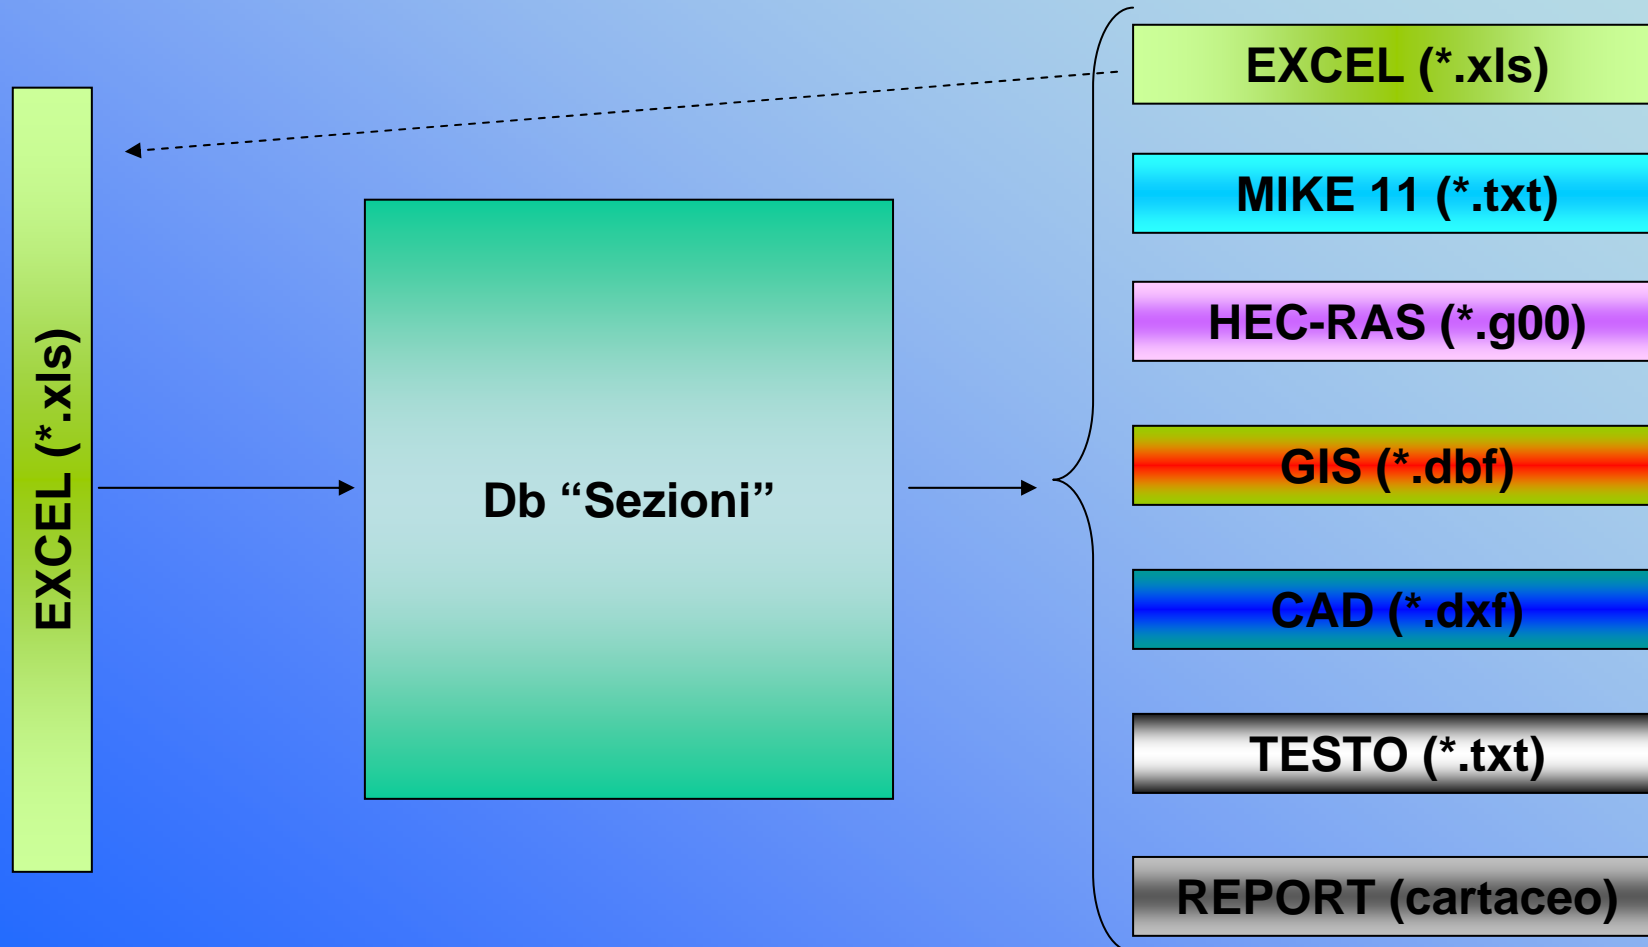 EXCEL (*.xls)
Db “Sezioni”
EXCEL (*.xls)
MIKE 11 (*.txt)
HEC-RAS (*.g00)
GIS (*.dbf)
CAD (*.dxf)
TESTO (*.txt)
REPORT (cartaceo)